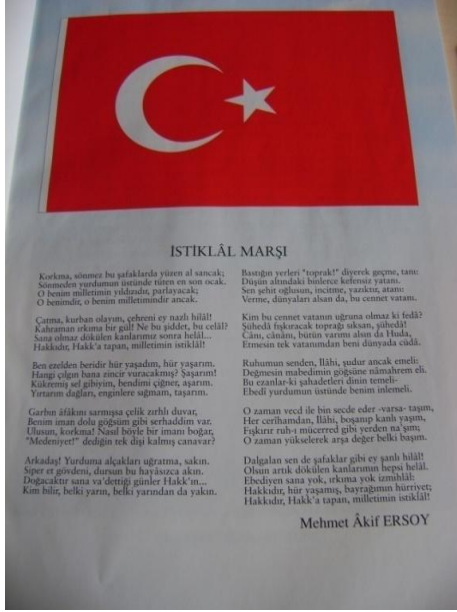 İSTİKLÂL MARŞI
Korkma, sönmez bu şafaklarda yüzen al sancak;
Sönmeden yurdumun üstünde tüten en son ocak.
O benim milletimin yıldızıdır, parlayacak;
O benimdir, o benim milletimindir ancak.
Çatma, kurban olayım, çehreni ey nazlı hilâl!
Kahraman ırkıma bir gül! Ne bu şiddet, bu celâl?
Sana olmaz dökülen kanlarımız sonra helâl...
Hakkıdır, Hakk'a tapan, milletimin istiklâl!
Ben ezelden beridir hür yaşadım, hür yaşarım.
Hangi çılgın bana zincir vuracakmış? Şaşarım!
Kükremiş sel gibiyim, bendimi çiğner, aşarım.
Yırtarım dağları, enginlere sığmam, taşarım.
Garbın âfâkını sarmışsa çelik zırhlı duvar,
Benim iman dolu göğsüm gibi serhaddim var.
Ulusun, korkma! Nasıl böyle bir imanı boğar,
"Medeniyet!" dediğin tek dişi kalmış canavar?
Arkadaş! Yurduma alçakları uğratma, sakın.
Siper et gövdeni, dursun bu hayâsızca akın.
Doğacaktır sana va'dettiği günler Hakk'ın...
Kim bilir, belki yarın, belki yarından da yakın.
Bastığın yerleri "toprak!" diyerek geçme, tanı:
Düşün altındaki binlerce kefensiz yatanı.
Sen şehit oğlusun, incitme, yazıktır, atanı:
Verme, dünyaları alsan da, bu cennet vatanı.
Kim bu cennet vatanın uğruna olmaz ki fedâ?
Şühedâ fışkıracak toprağı sıksan, şühedâ!
Cânı, cânânı, bütün varımı alsın da Huda,
Etmesin tek vatanımdan beni dünyada cüdâ.
Ruhumun senden, İlâhi, şudur ancak emeli:
Değmesin mabedimin göğsüne nâmahrem eli.
Bu ezanlar-ki şahadetleri dinin temeli-
Ebedî yurdumun üstünde benim inlemeli.
O zaman vecd ile bin secde eder -varsa- taşım,
Her cerihamdan, İlâhi, boşanıp kanlı yaşım,
Fışkırır ruh-ı mücerred gibi yerden na'şım;
O zaman yükselerek arşa değer belki başım.
Dalgalan sen de şafaklar gibi ey şanlı hilâl!
Olsun artık dökülen kanlarımın hepsi helâl.
Ebediyen sana yok, ırkıma yok izmihlâl:
Hakkıdır, hür yaşamış, bayrağımın hürriyet;
Hakkıdır, Hakk'a tapan, milletimin istiklâl!
Mehmet Âkif ERSOY